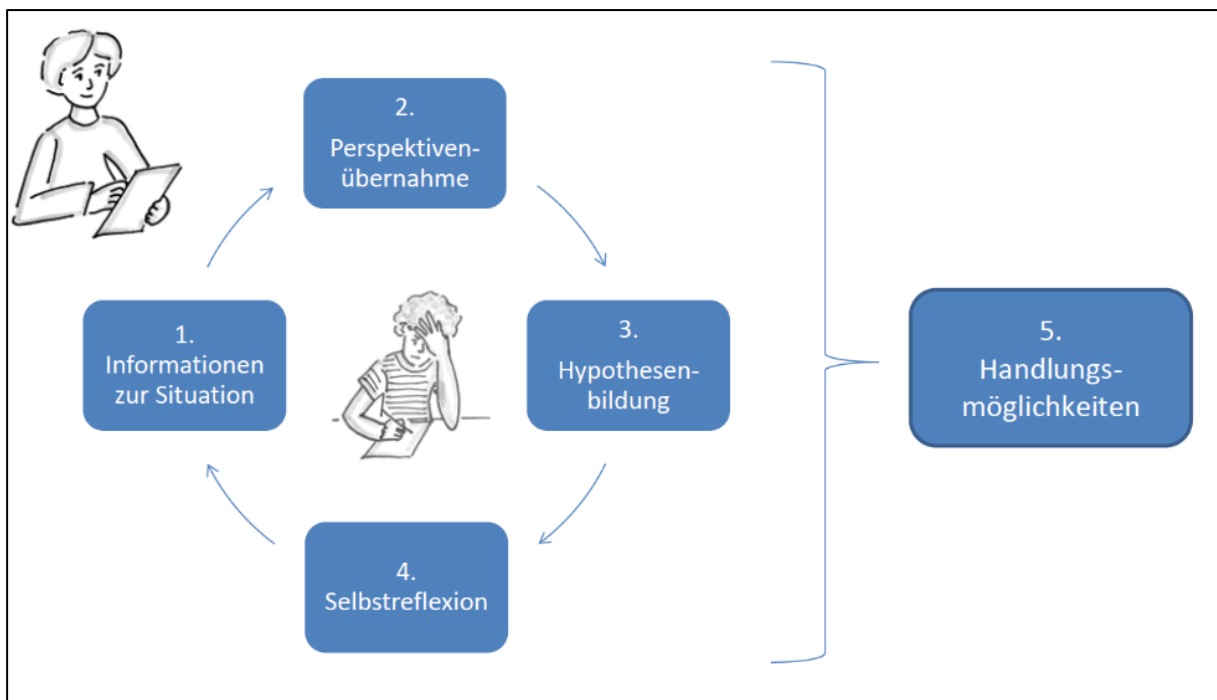 1.
Informationen
zur Situation
2.
Perspektiven-
übernahme
3.
Hypothesen-
bildung
4.
Selbstreflexion
5.
Handlungs-
möglichkeiten